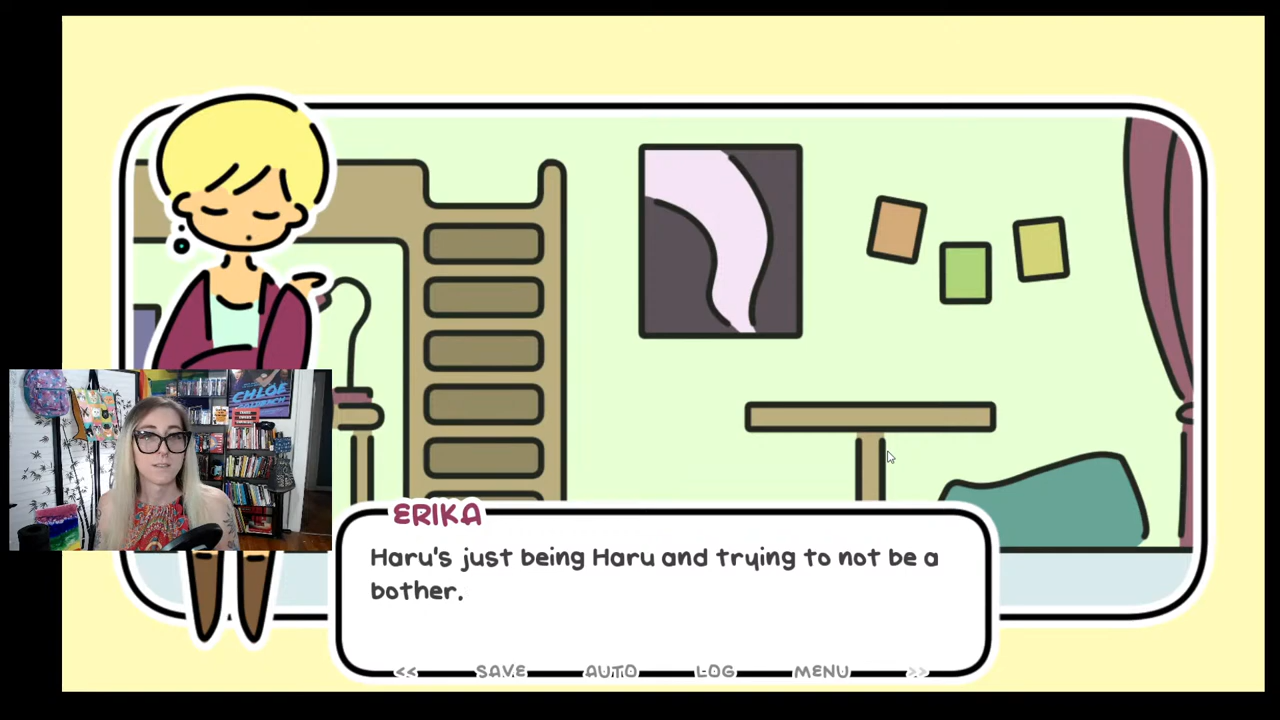 CHLOE
ERIKA
Haru's just being Haru and trying to not be a
bother.
<< SAVE AUTO LOG MENU >>